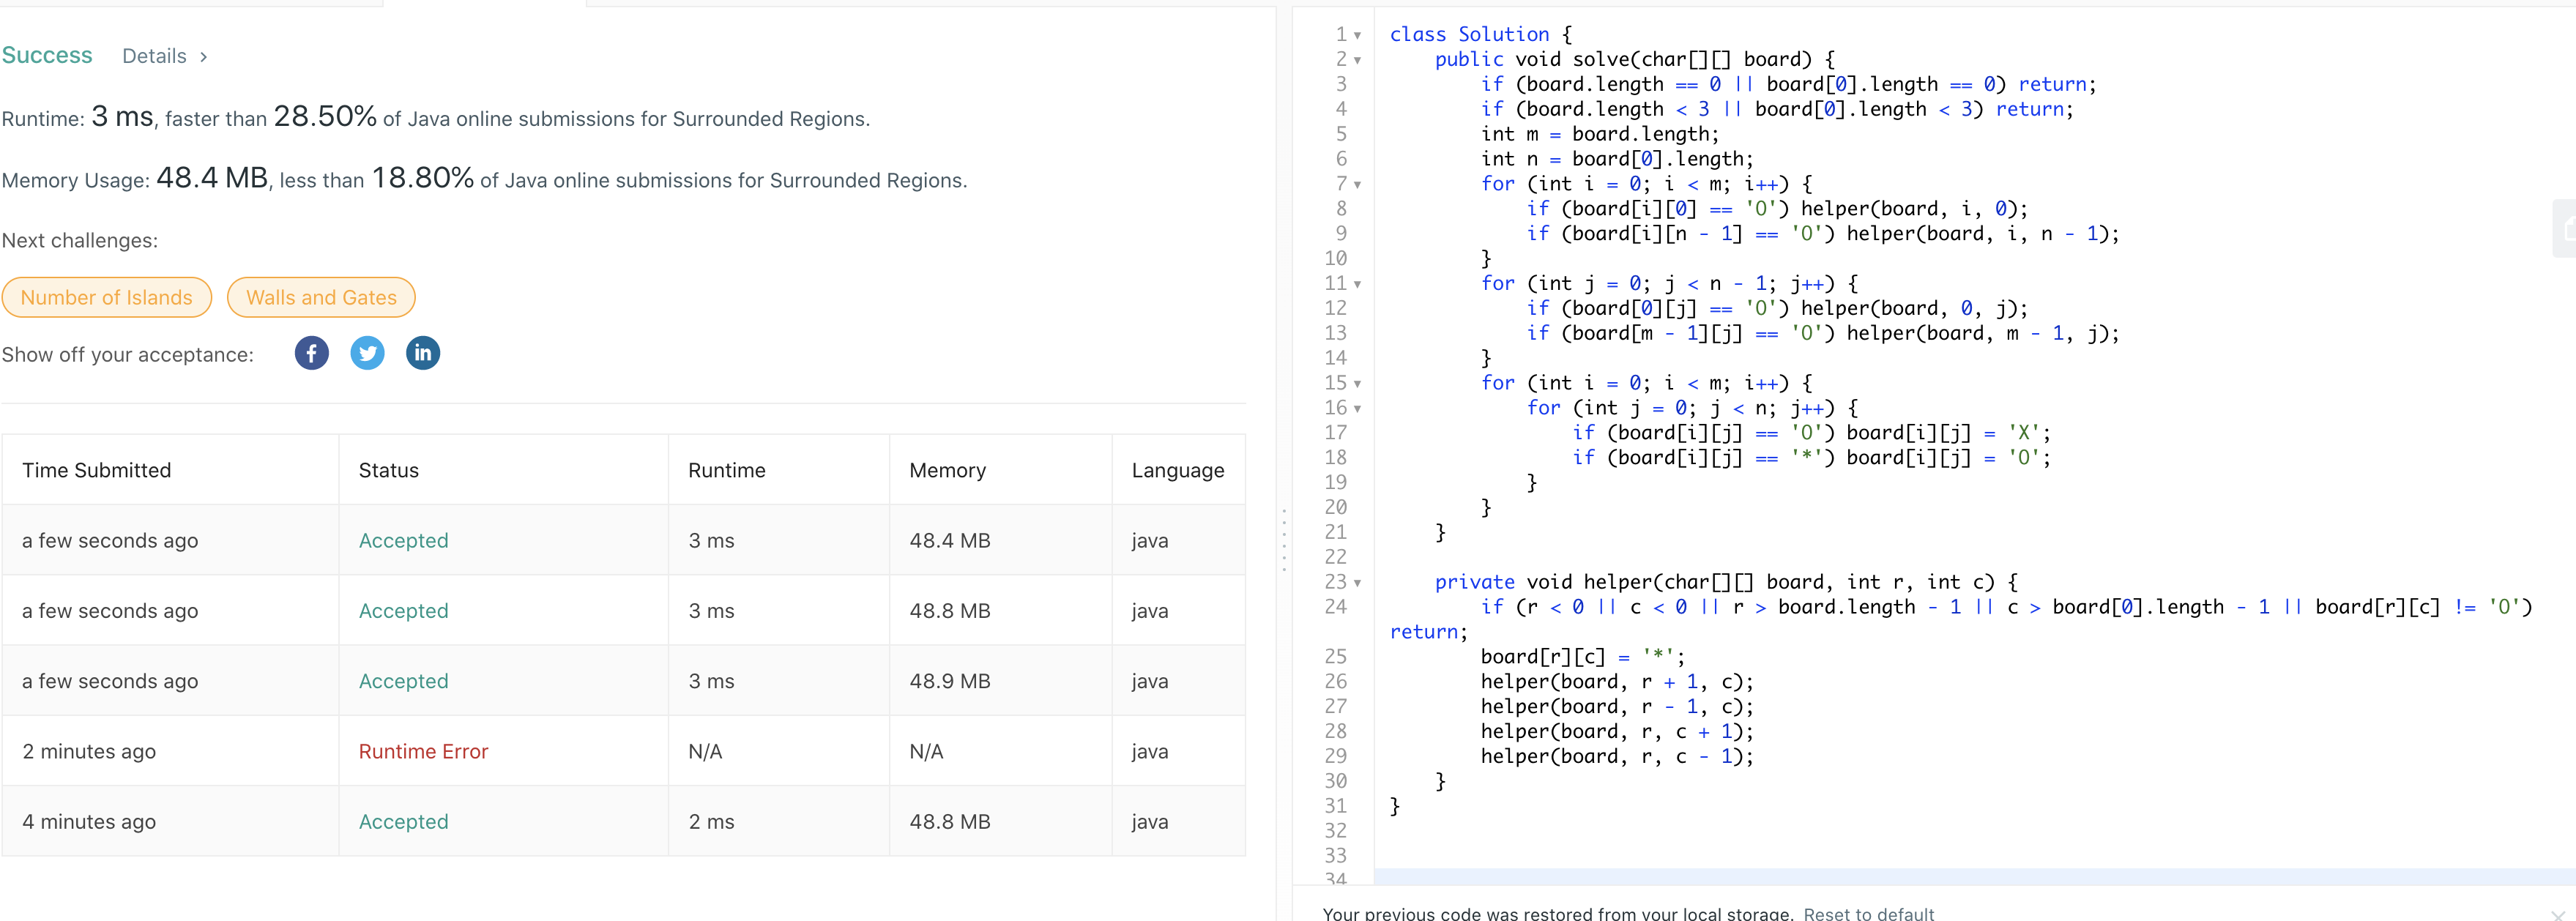 Success Details >
Runtime: 3 ms, faster than 28.50% of Java online submissions for Surrounded Regions.
Memory Usage: 48.4 MB, less than 18.80% of Java online submissions for Surrounded Regions.
Next challenges:
Number of Islands Walls and Gates
Show off your acceptance: f in
Time Submitted Status Runtime Memory Language
a few seconds ago Accepted 3 ms 48.4 MB java
a few seconds ago Accepted 3 ms 48.8 MB java
a few seconds ago Accepted 3 ms 48.9 MB java
2 minutes ago Runtime Error N/A N/A java
4 minutes ago Accepted 2 ms 48.8 MB java
1 class Solution {
2     public void solve(char[][] board) {
3         if (board.length == 0 || board[0].length == 0) return;
4         if (board.length < 3 || board[0].length < 3) return;
5         int m = board.length;
6         int n = board[0].length;
7         for (int i = 0; i < m; i++) {
8             if (board[i][0] == 'O') helper(board, i, 0);
9             if (board[i][n - 1] == 'O') helper(board, i, n - 1);
10         }
11         for (int j = 0; j < n - 1; j++) {
12             if (board[0][j] == 'O') helper(board, 0, j);
13             if (board[m - 1][j] == 'O') helper(board, m - 1, j);
14         }
15         for (int i = 0; i < m; i++) {
16             for (int j = 0; j < n; j++) {
17                 if (board[i][j] == 'O') board[i][j] = 'X';
18                 if (board[i][j] == '*') board[i][j] = 'O';
19             }
20         }
21     }
22
23     private void helper(char[][] board, int r, int c) {
24         if (r < 0 || c < 0 || r > board.length - 1 || c > board[0].length - 1 || board[r][c] != 'O')
return;
25         board[r][c] = '*';
26         helper(board, r + 1, c);
27         helper(board, r - 1, c);
28         helper(board, r, c + 1);
29         helper(board, r, c - 1);
30     }
31 }
32
33
34
Your previous code was restored from your local storage. Reset to default